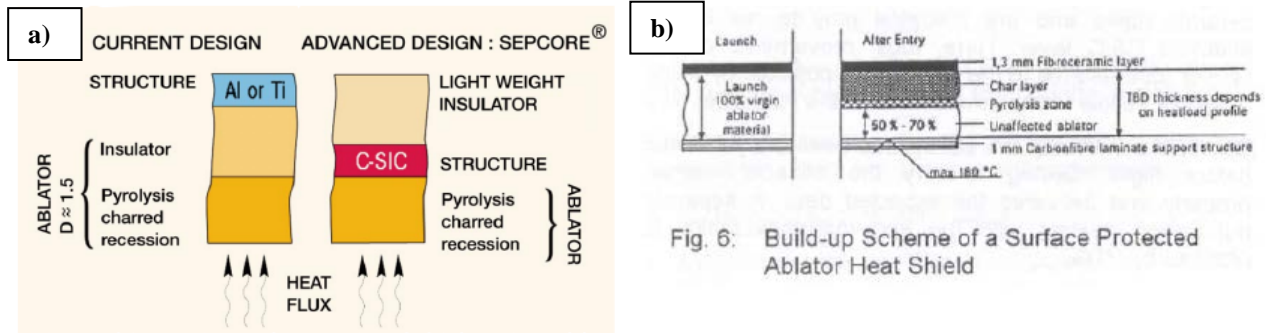 a)
CURRENT DESIGN
ADVANCED DESIGN : SEPCORE®
STRUCTURE
Al or Ti
LIGHT WEIGHT
INSULATOR
ABLATOR
D ≈ 1.5
Insulator
C-SIC
STRUCTURE
Pyrolysis
charred
recession
Pyrolysis
charred
recession
ABLATOR
HEAT
FLUX
b)
Launch
After Entry
1,3 mm Fibreceramic layer
Launch
100% virgin
ablator
material
Char layer
Pyrolysis zone
50 % - 70 %
Unaffected ablator
TBD thickness depends
on heatload profile
1 mm Carbonfibre laminate support structure
max 180 °C
Fig. 6: Build-up Scheme of a Surface Protected
Ablator Heat Shield